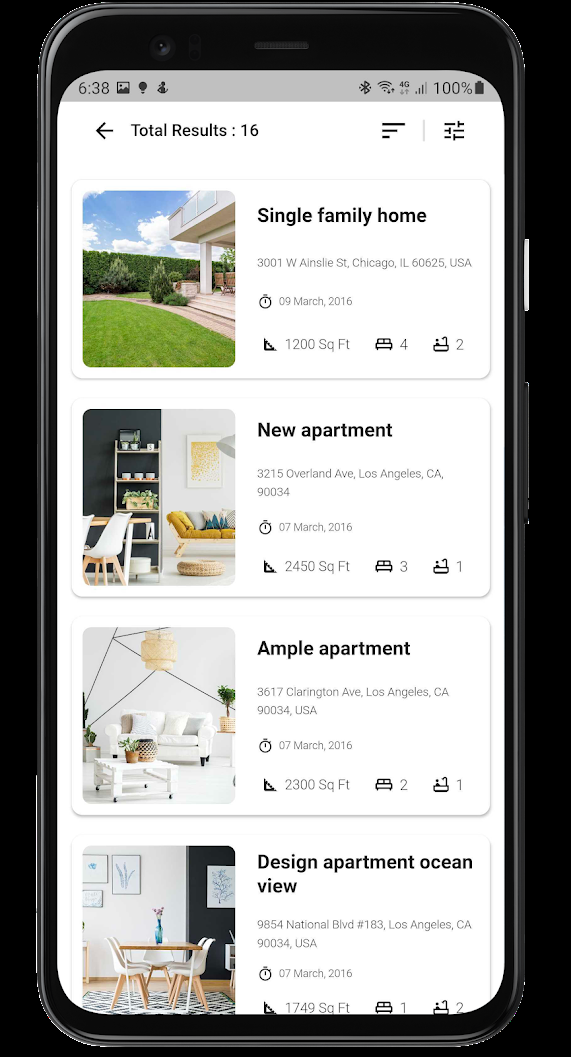 6:38 4G 100%
Total Results : 16
Single family home
3001 W Ainslie St, Chicago, IL 60625, USA
09 March, 2016
1200 Sq Ft 4 2
New apartment
3215 Overland Ave, Los Angeles, CA,
90034
07 March, 2016
2450 Sq Ft 3 1
Ample apartment
3617 Clarington Ave, Los Angeles, CA
90034, USA
07 March, 2016
2300 Sq Ft 2 1
Design apartment ocean
view
9854 National Blvd #183, Los Angeles, CA
90034, USA
07 March, 2016
1749 Sq Ft 1 2